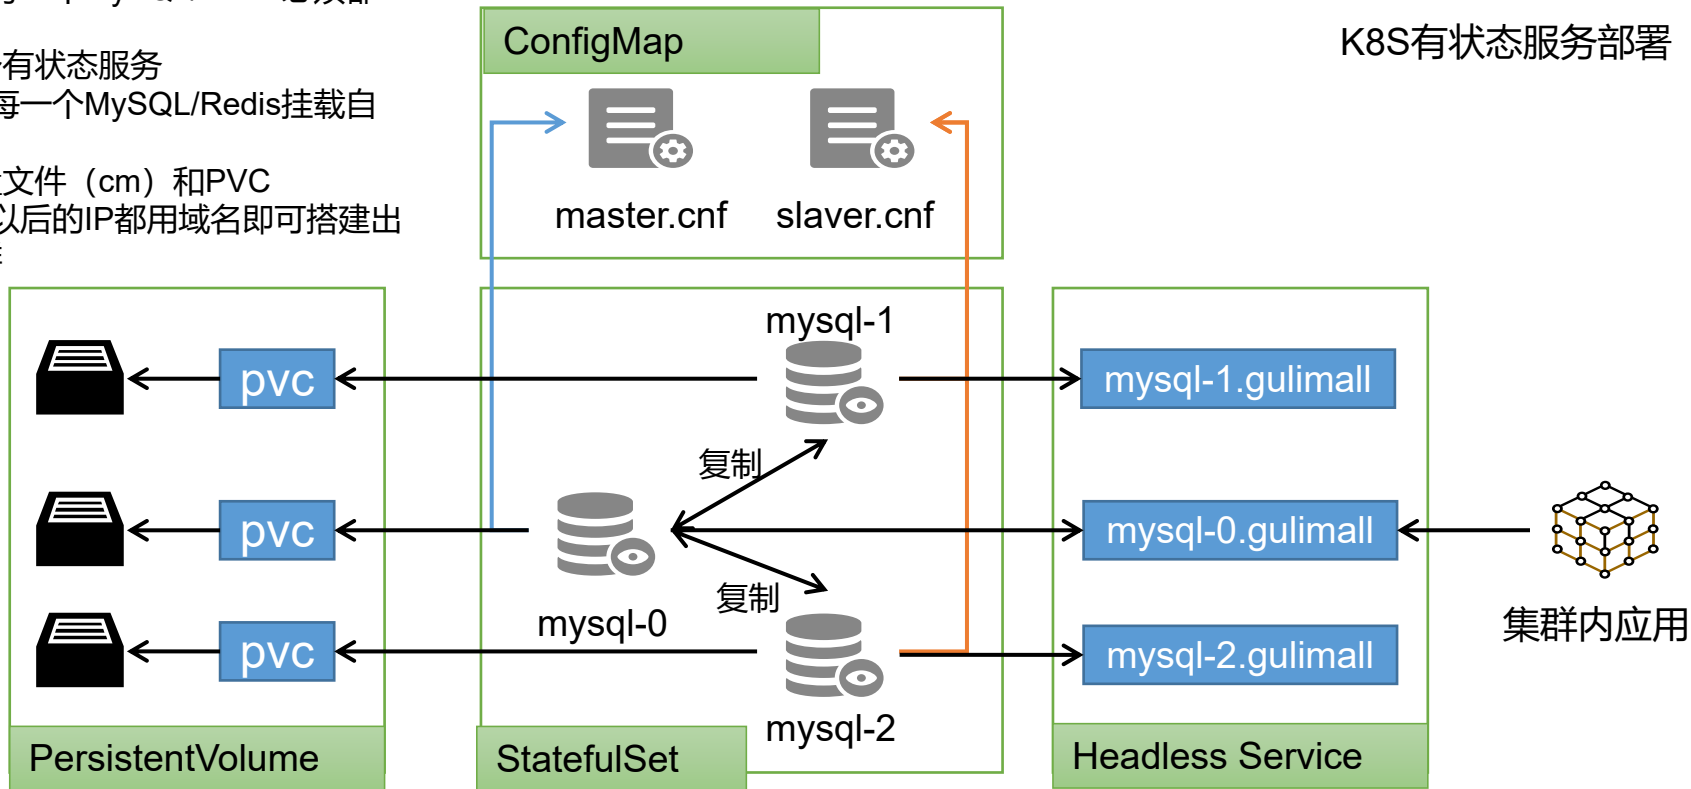 有状态服务
每一个MySQL/Redis挂载自
文件（cm）和PVC
以后的IP都用域名即可搭建出
ConfigMap
K8S有状态服务部署
master.cnf
slaver.cnf
mysql-1
pvc
mysql-1.gulimall
复制
pvc
mysql-0.gulimall
复制
mysql-0
集群内应用
pvc
mysql-2.gulimall
mysql-2
PersistentVolume
StatefulSet
Headless Service